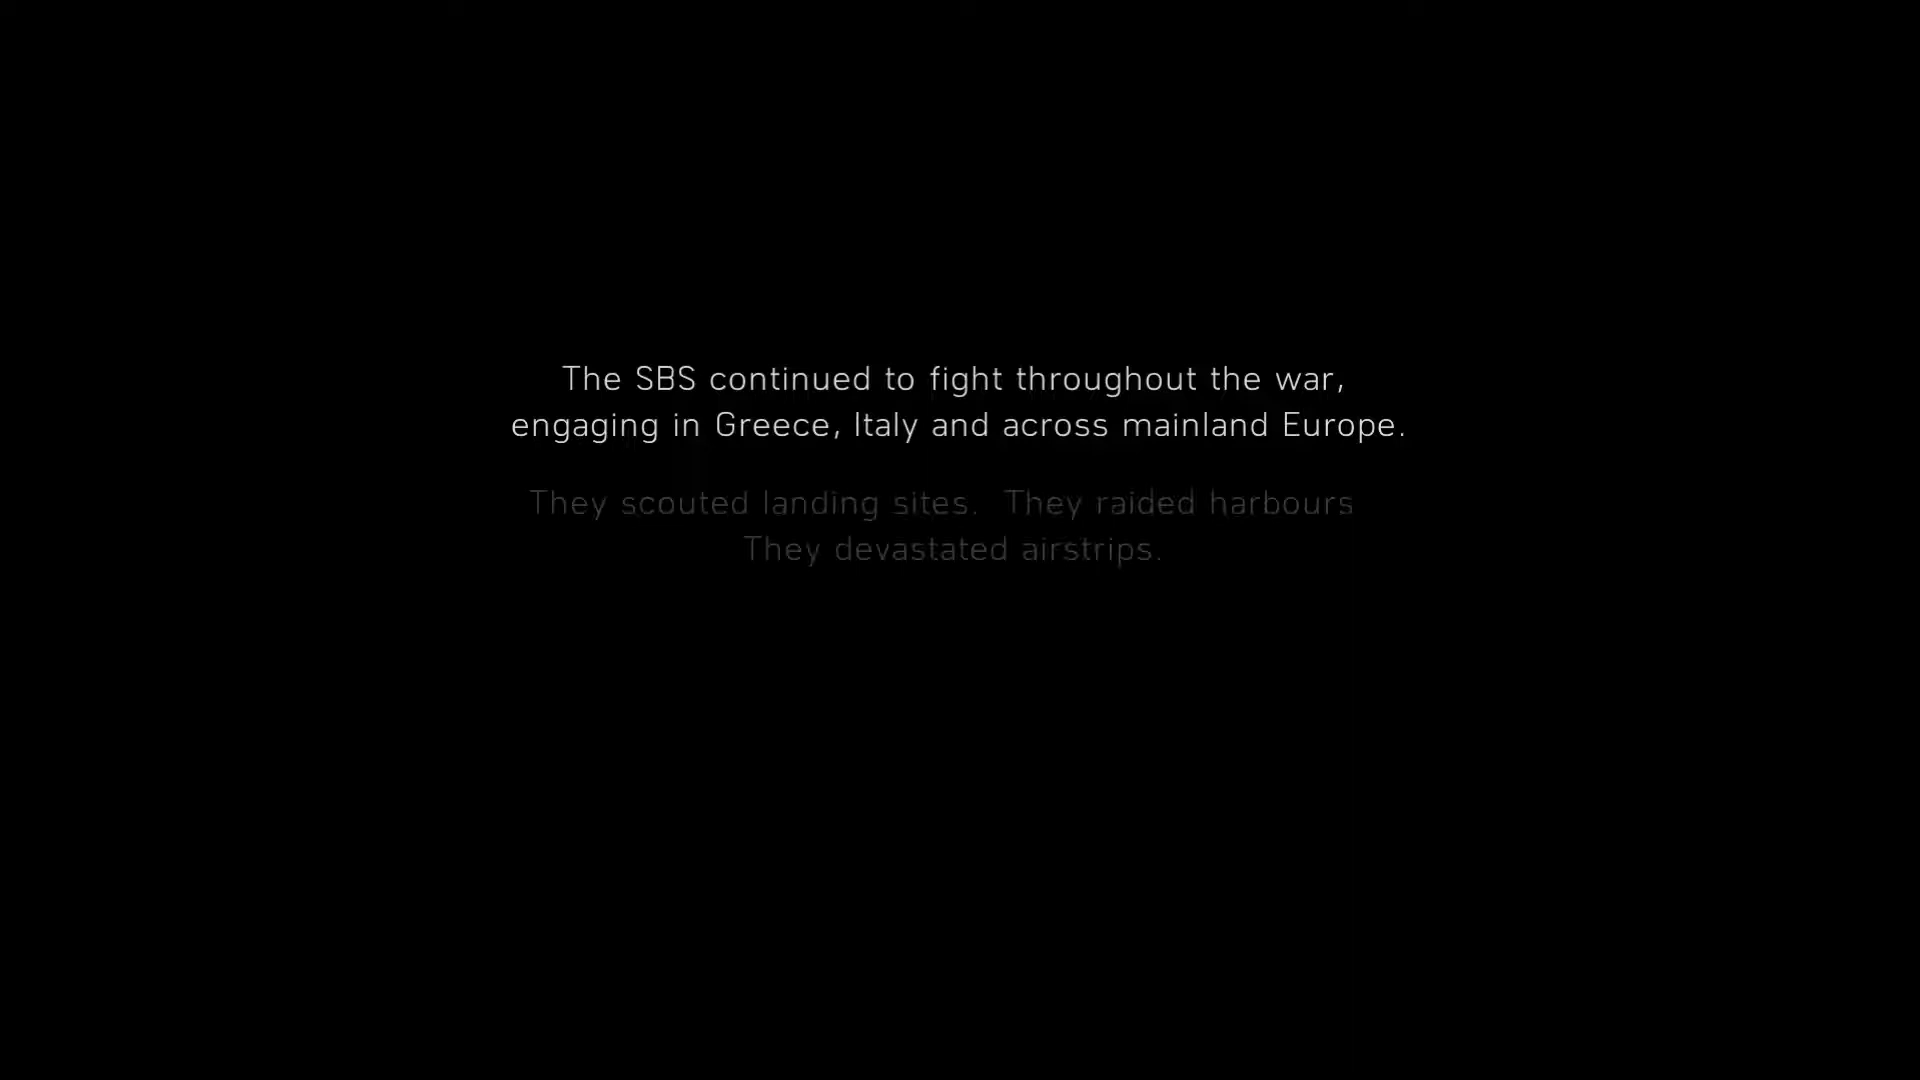 The SBS continued to fight throughout the war,
engaging in Greece, Italy and across mainland Europe.
They scouted landing sites.  They raided harbours
They devastated airstrips.